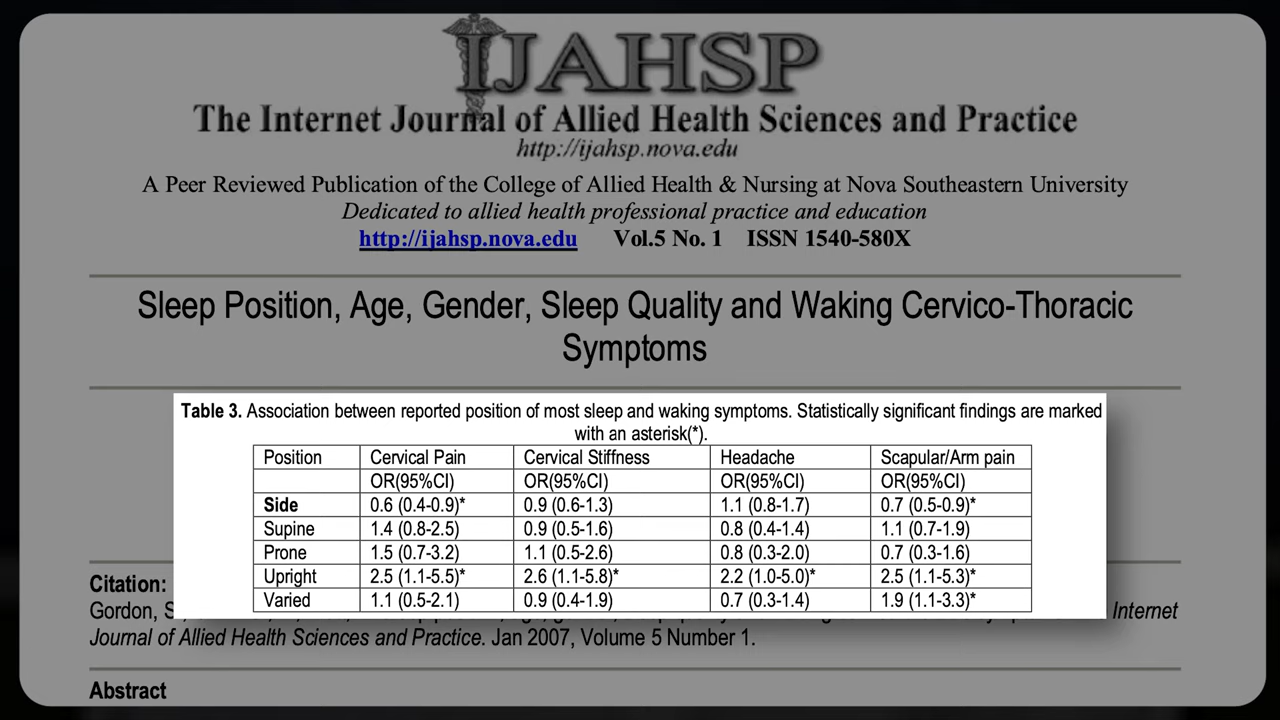 IJAHSP
The Internet Journal of Allied Health Sciences and Practice
http://ijahsp.nova.edu
A Peer Reviewed Publication of the College of Allied Health & Nursing at Nova Southeastern University
Dedicated to allied health professional practice and education
http://ijahsp.nova.edu Vol.5 No. 1 ISSN 1540-580X
Sleep Position, Age, Gender, Sleep Quality and Waking Cervico-Thoracic
Symptoms
Table 3. Association between reported position of most sleep and waking symptoms. Statistically significant findings are marked
with an asterisk(*).
Position Cervical Pain Cervical Stiffness Headache Scapular/Arm pain
OR(95%CI) OR(95%CI) OR(95%CI) OR(95%CI)
Side 0.6 (0.4-0.9)* 0.9 (0.6-1.3) 1.1 (0.8-1.7) 0.7 (0.5-0.9)*
Supine 1.4 (0.8-2.5) 0.9 (0.5-1.6) 0.8 (0.4-1.4) 1.1 (0.7-1.9)
Prone 1.5 (0.7-3.2) 1.1 (0.5-2.6) 0.8 (0.3-2.0) 0.7 (0.3-1.6)
Upright 2.5 (1.1-5.5)* 2.6 (1.1-5.8)* 2.2 (1.0-5.0)* 2.5 (1.1-5.3)*
Varied 1.1 (0.5-2.1) 0.9 (0.4-1.9) 0.7 (0.3-1.4) 1.9 (1.1-3.3)*
Citation:
Gordon, Internet
Journal of Allied Health Sciences and Practice. Jan 2007, Volume 5 Number 1.
Abstract